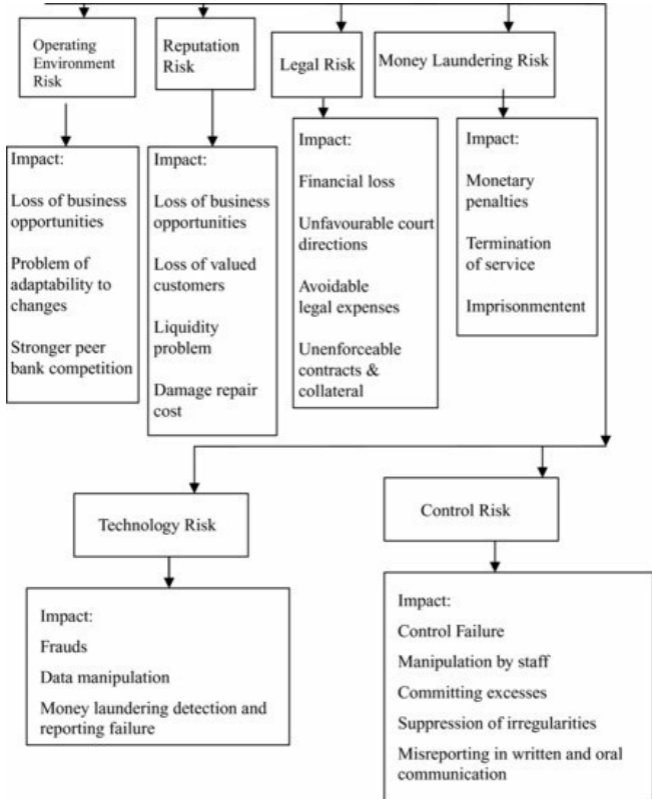 Operating
Environment
Risk
Reputation
Risk
Legal Risk
Money Laundering Risk
Impact:
Loss of business
opportunities
Problem of
adaptability to
changes
Stronger peer
bank competition
Impact:
Loss of business
opportunities
Loss of valued
customers
Liquidity
problem
Damage repair
cost
Impact:
Financial loss
Unfavourable court
directions
Avoidable
legal expenses
Unenforceable
contracts &
collateral
Impact:
Monetary
penalties
Termination
of service
Imprisonmentent
Technology Risk
Control Risk
Impact:
Frauds
Data manipulation
Money laundering detection and
reporting failure
Impact:
Control Failure
Manipulation by staff
Committing excesses
Suppression of irregularities
Misreporting in written and oral
communication